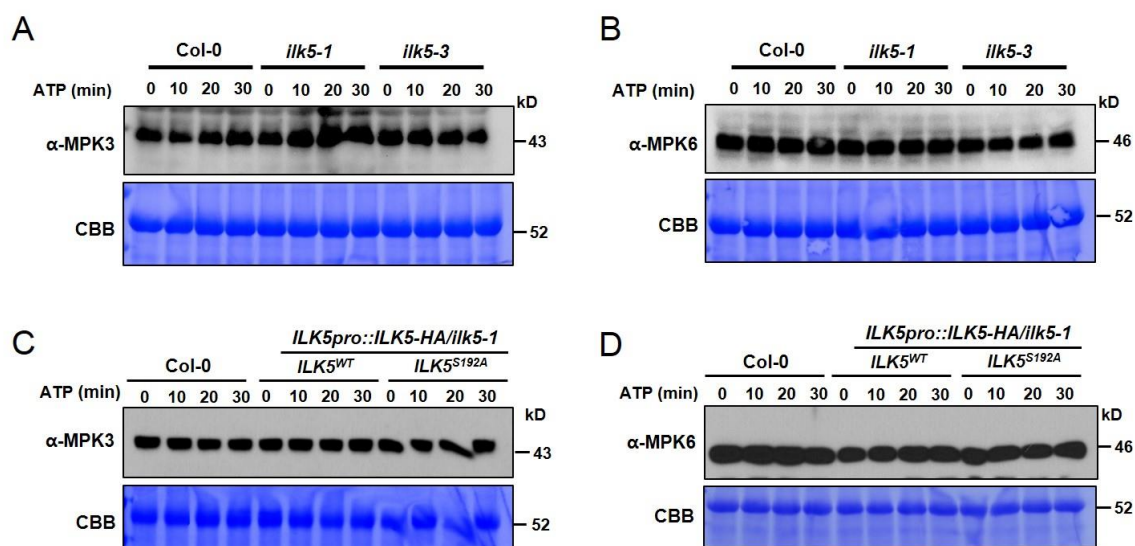 A
Col-0 ilk5-1 ilk5-3
ATP (min) 0 10 20 30 0 10 20 30 0 10 20 30
kD
α-MPK3 43
CBB 52
B
Col-0 ilk5-1 ilk5-3
ATP (min) 0 10 20 30 0 10 20 30 0 10 20 30
kD
α-MPK6 46
CBB 52
C
ILK5pro::ILK5-HA/ilk5-1
Col-0 ILK5WT ILK5S192A
ATP (min) 0 10 20 30 0 10 20 30 0 10 20 30
kD
α-MPK3 43
CBB 52
D
ILK5pro::ILK5-HA/ilk5-1
Col-0 ILK5WT ILK5S192A
ATP (min) 0 10 20 30 0 10 20 30 0 10 20 30
kD
α-MPK6 46
CBB 52